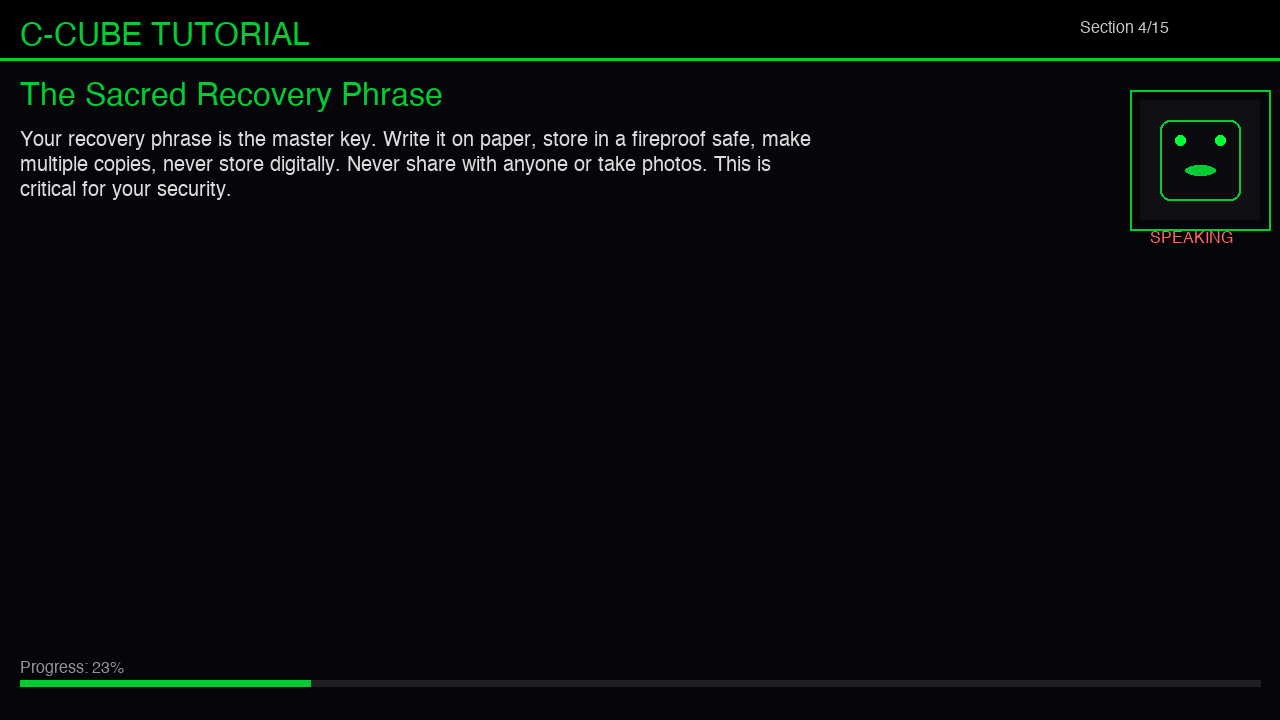 C-CUBE TUTORIAL
Section 4/15
The Sacred Recovery Phrase
Your recovery phrase is the master key. Write it on paper, store in a fireproof safe, make
multiple copies, never store digitally. Never share with anyone or take photos. This is
critical for your security.
SPEAKING
Progress: 23%